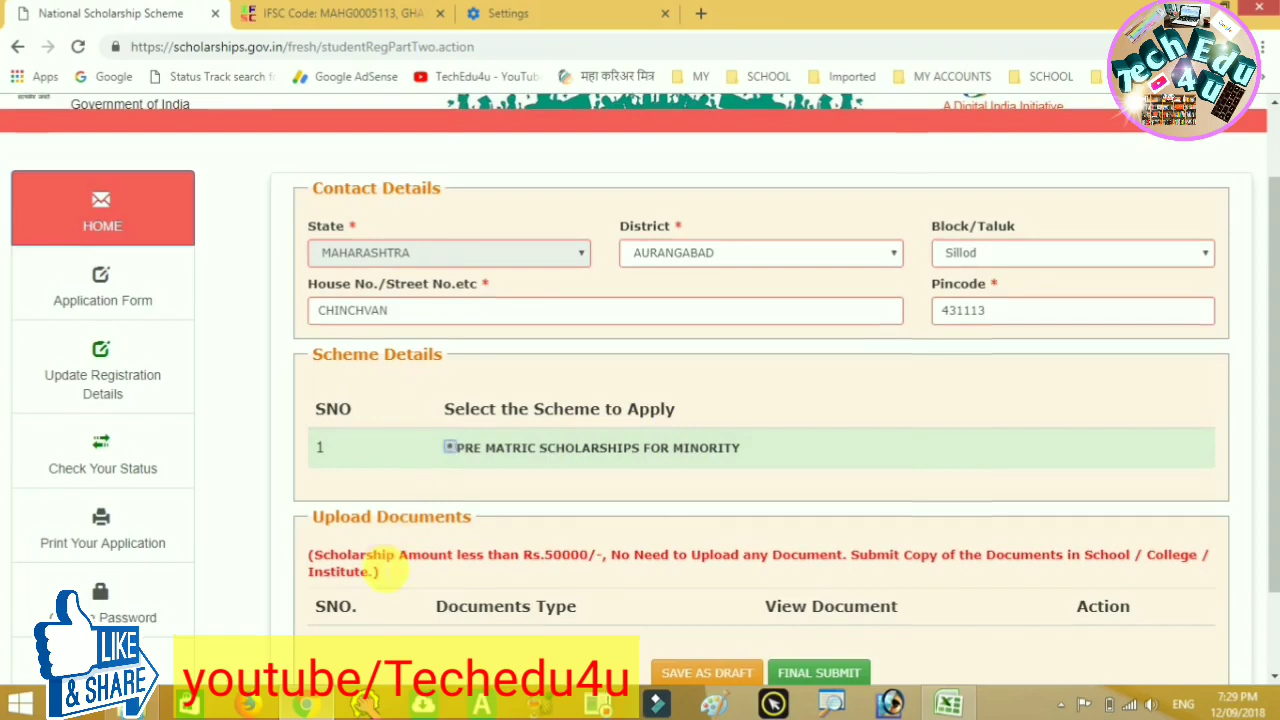 National Scholarship Scheme
IFSC Code: MAHG0005113, GHA
Settings
https://scholarships.gov.in/fresh/studentRegPartTwo.action
Apps
Google
Status Track search f
Google AdSense
TechEdu4u - YouTub
महा करिअर मित्र
MY
SCHOOL
Imported
MY ACCOUNTS
SCHOOL
Tech Edu 4 u
Government of India
A Digital India Initiative
HOME
Application Form
Update Registration
Details
Check Your Status
Print Your Application
Password
Contact Details
State *
District *
Block/Taluk
MAHARASHTRA
AURANGABAD
Sillod
House No./Street No.etc *
Pincode *
CHINCHVAN
431113
Scheme Details
SNO
Select the Scheme to Apply
1
PRE MATRIC SCHOLARSHIPS FOR MINORITY
Upload Documents
(Scholarship Amount less than Rs.50000/-, No Need to Upload any Document. Submit Copy of the Documents in School / College /
Institute.)
SNO.
Documents Type
View Document
Action
SAVE AS DRAFT
FINAL SUBMIT
LIKE
& SHARE
youtube/Techedu4u
ENG
7:29 PM
12/09/2018